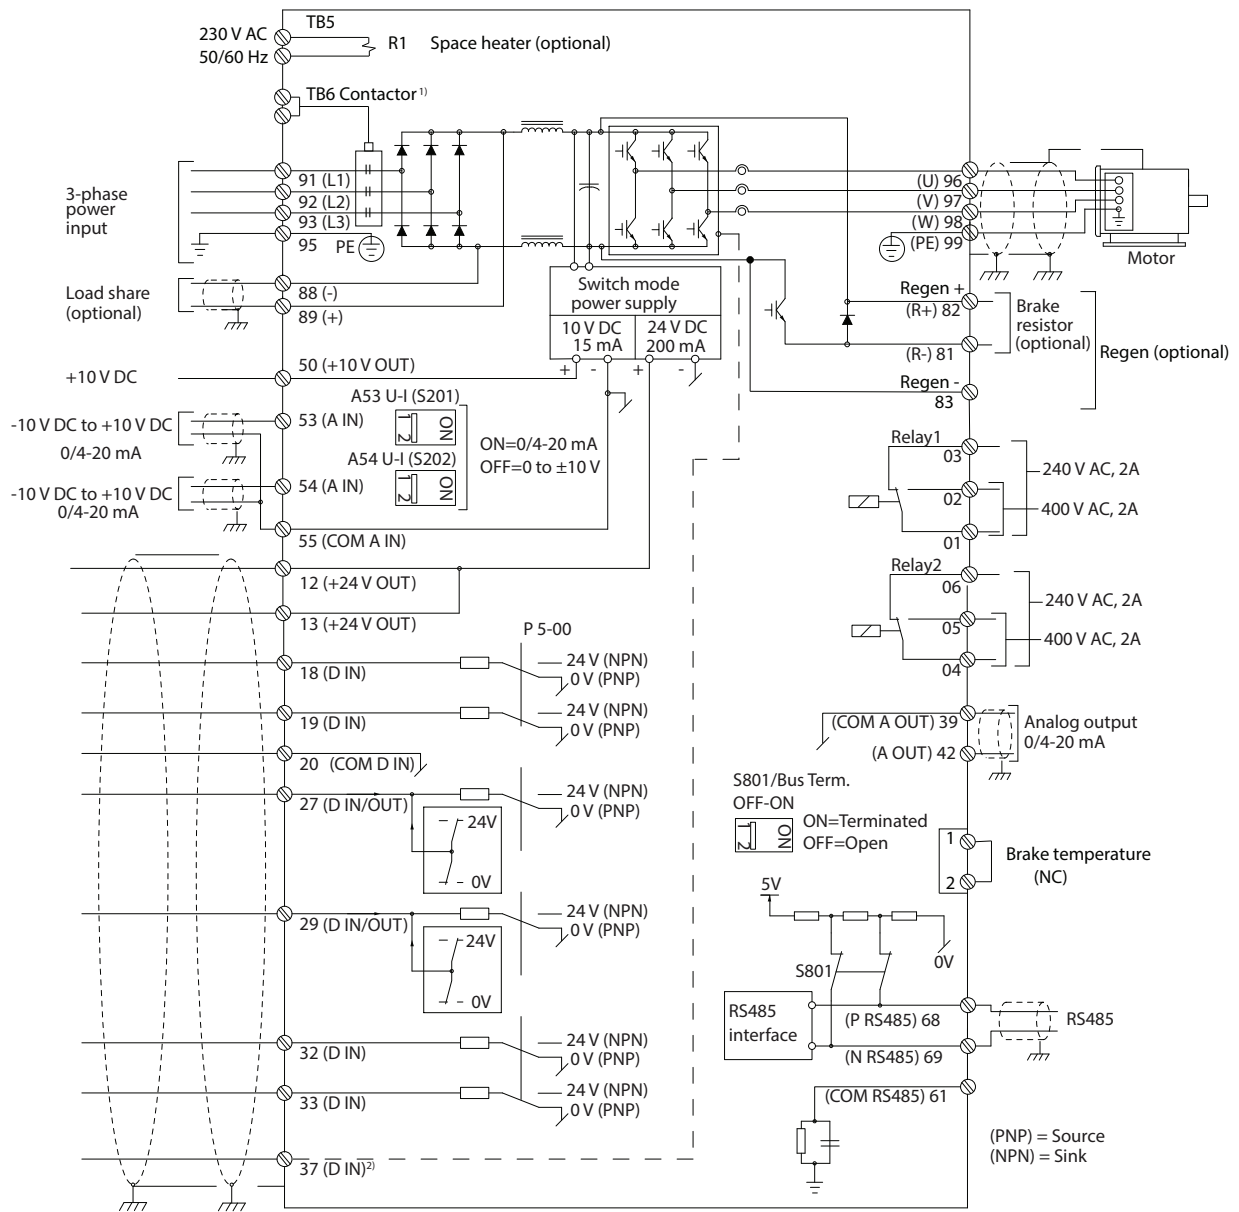 TB5
230 V AC
50/60 Hz
R1
Space heater (optional)
TB6 Contactor 1)
3-phase
power
input
91 (L1)
92 (L2)
93 (L3)
95
PE
(U) 96
(V) 97
(W) 98
(PE) 99
Motor
Load share
(optional)
88 (-)
89 (+)
Switch mode
power supply
10 V DC
15 mA
24 V DC
200 mA
+ - + -
Regen +
(R+) 82
Brake
resistor
(optional)
(R-) 81
Regen -
83
Regen (optional)
+10 V DC
50 (+10 V OUT)
-10 V DC to +10 V DC
0/4-20 mA
53 (A IN)
A53 U-I (S201)
1 2
ON
-10 V DC to +10 V DC
0/4-20 mA
54 (A IN)
A54 U-I (S202)
1 2
ON
ON=0/4-20 mA
OFF=0 to ±10 V
55 (COM A IN)
12 (+24 V OUT)
13 (+24 V OUT)
Relay1
03
02
01
240 V AC, 2A
400 V AC, 2A
Relay2
06
05
04
240 V AC, 2A
400 V AC, 2A
P 5-00
18 (D IN)
24 V (NPN)
0 V (PNP)
19 (D IN)
24 V (NPN)
0 V (PNP)
20 (COM D IN)
27 (D IN/OUT)
24 V (NPN)
0 V (PNP)
24V
0V
29 (D IN/OUT)
24 V (NPN)
0 V (PNP)
24V
0V
32 (D IN)
24 V (NPN)
0 V (PNP)
33 (D IN)
24 V (NPN)
0 V (PNP)
37 (D IN) 2)
(COM A OUT) 39
(A OUT) 42
Analog output
0/4-20 mA
S801/Bus Term.
OFF-ON
1 2
ON
ON=Terminated
OFF=Open
1
2
Brake temperature
(NC)
5V
S801
0V
RS485
interface
(P RS485) 68
(N RS485) 69
RS485
(COM RS485) 61
(PNP) = Source
(NPN) = Sink